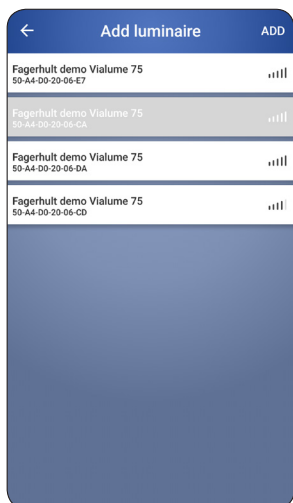 Add luminaire ADD
Fagerhult demo Vialume 75
50-A4-D0-20-06-E7
Fagerhult demo Vialume 75
50-A4-D0-20-06-CA
Fagerhult demo Vialume 75
50-A4-D0-20-06-DA
Fagerhult demo Vialume 75
50-A4-D0-20-06-CD